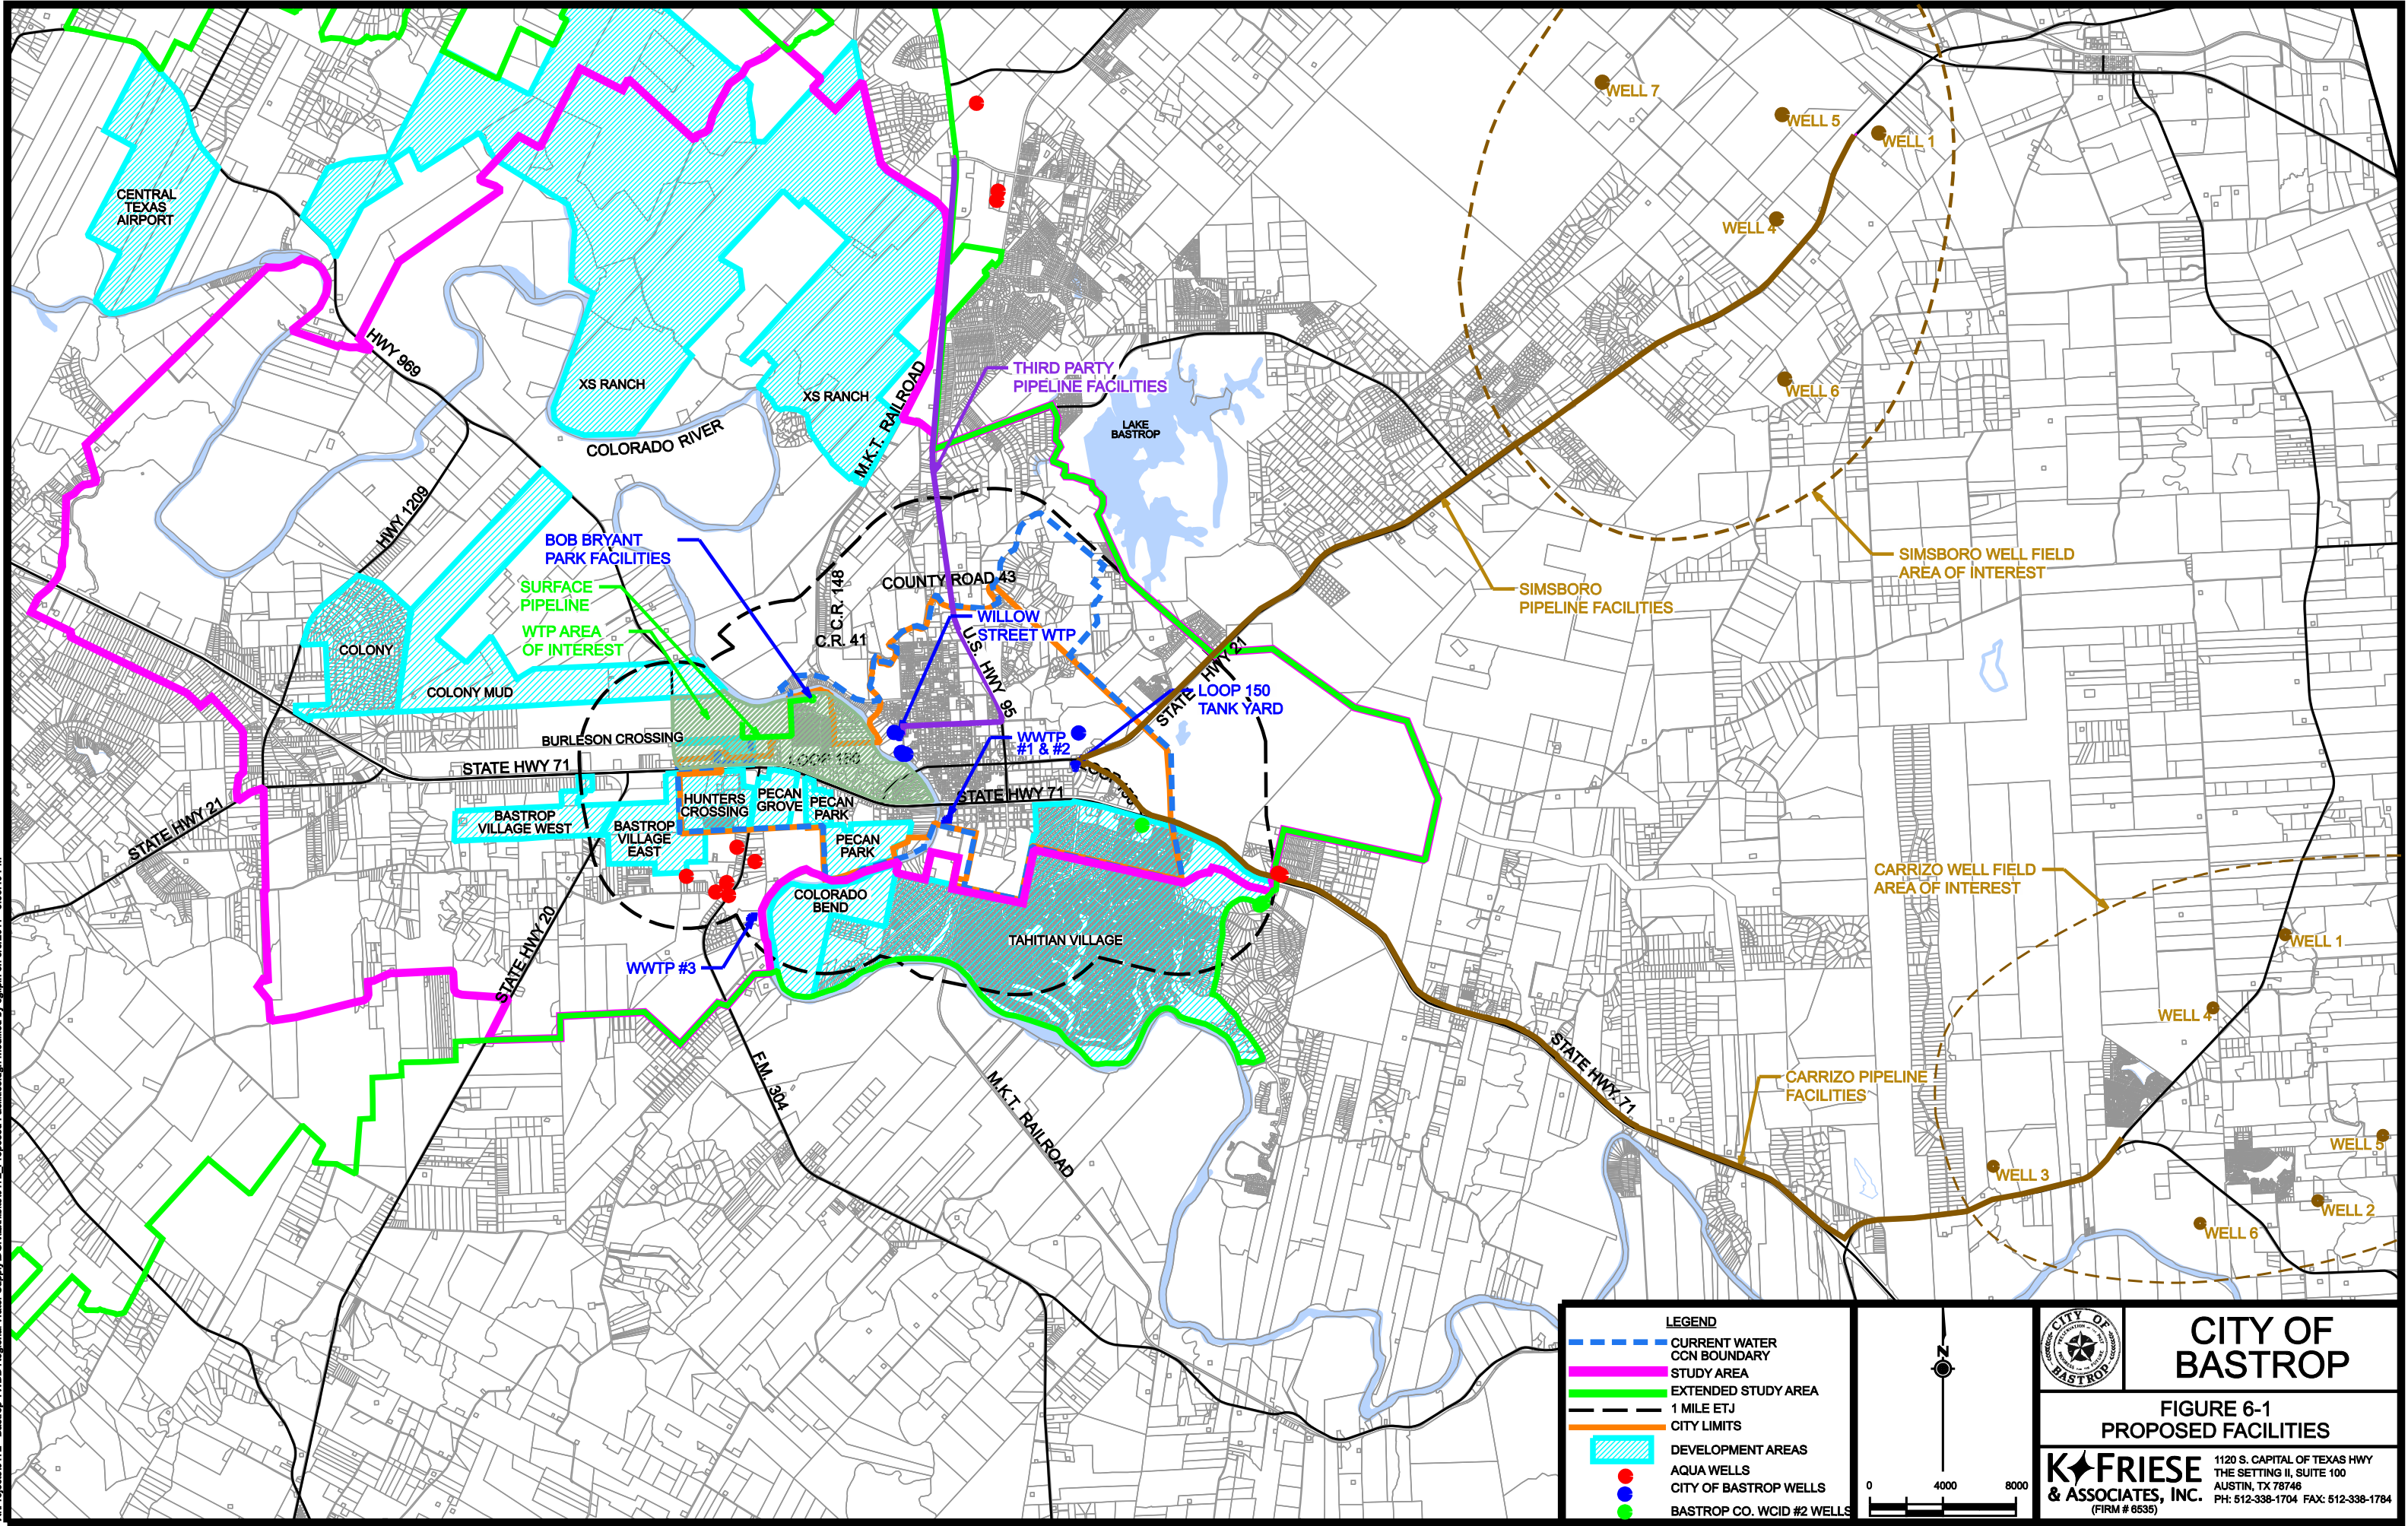 WELL 7
WELL 5
WELL 1
CENTRAL
TEXAS
AIRPORT
WELL 4
HWY 969
XS RANCH
XS RANCH
THIRD PARTY
PIPELINE FACILITIES
M.K.T. RAILROAD
WELL 6
COLORADO RIVER
LAKE
BASTROP
HWY 1209
BOB BRYANT
PARK FACILITIES
SURFACE
PIPELINE
WTP AREA
OF INTEREST
C.R. 148
C.R. 41
COUNTY ROAD 43
WILLOW
STREET WTP
U.S. HWY 95
SIMSBORO WELL FIELD
AREA OF INTEREST
SIMSBORO
PIPELINE FACILITIES
COLONY
COLONY MUD
STATE HWY 21
LOOP 150
TANK YARD
BURLESON CROSSING
WWTP
#1 & #2
STATE HWY 71
LOOP 150
LOOP 150
STATE HWY 71
HUNTERS
CROSSING
PECAN
GROVE
PECAN
PARK
BASTROP
VILLAGE WEST
BASTROP
VILLAGE
EAST
PECAN
PARK
STATE HWY 21
COLORADO
BEND
TAHITIAN VILLAGE
STATE HWY 20
WWTP #3
CARRIZO WELL FIELD
AREA OF INTEREST
WELL 1
WELL 4
F.M. 304
M.K.T. RAILROAD
STATE HWY. 71
CARRIZO PIPELINE
FACILITIES
WELL 5
WELL 3
WELL 2
WELL 6
LEGEND
CURRENT WATER
CCN BOUNDARY
STUDY AREA
EXTENDED STUDY AREA
1 MILE ETJ
CITY LIMITS
DEVELOPMENT AREAS
AQUA WELLS
CITY OF BASTROP WELLS
BASTROP CO. WCID #2 WELLS
N
0 4000 8000
CITY OF
BASTROP
CITY OF
BASTROP
FIGURE 6-1
PROPOSED FACILITIES
K FRIESE
& ASSOCIATES, INC.
(FIRM # 6535)
1120 S. CAPITAL OF TEXAS HWY
THE SETTING II, SUITE 100
AUSTIN, TX 78746
PH: 512-338-1704 FAX: 512-338-1784